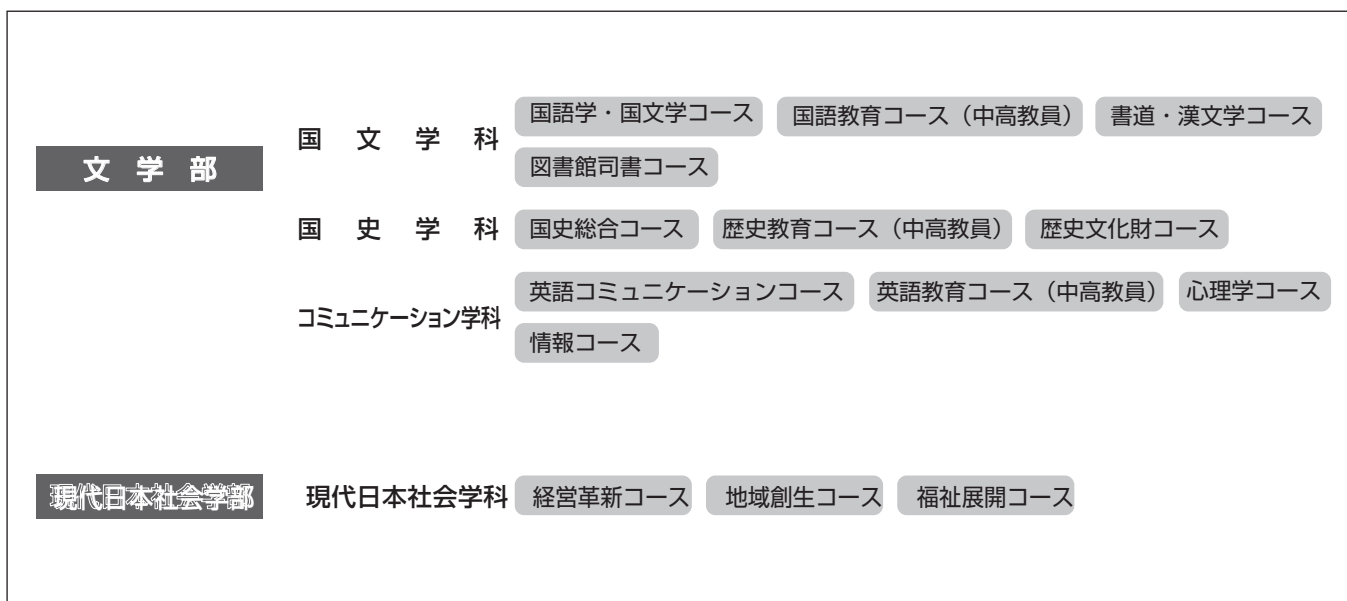 文学部
国文学科
国語学・国文学コース 国語教育コース（中高教員） 書道・漢文学コース
図書館司書コース
国史学科 国史総合コース 歴史教育コース（中高教員） 歴史文化財コース
コミュニケーション学科
英語コミュニケーションコース 英語教育コース（中高教員） 心理学コース
情報コース
現代日本社会学部 現代日本社会学科 経営革新コース 地域創生コース 福祉展開コース